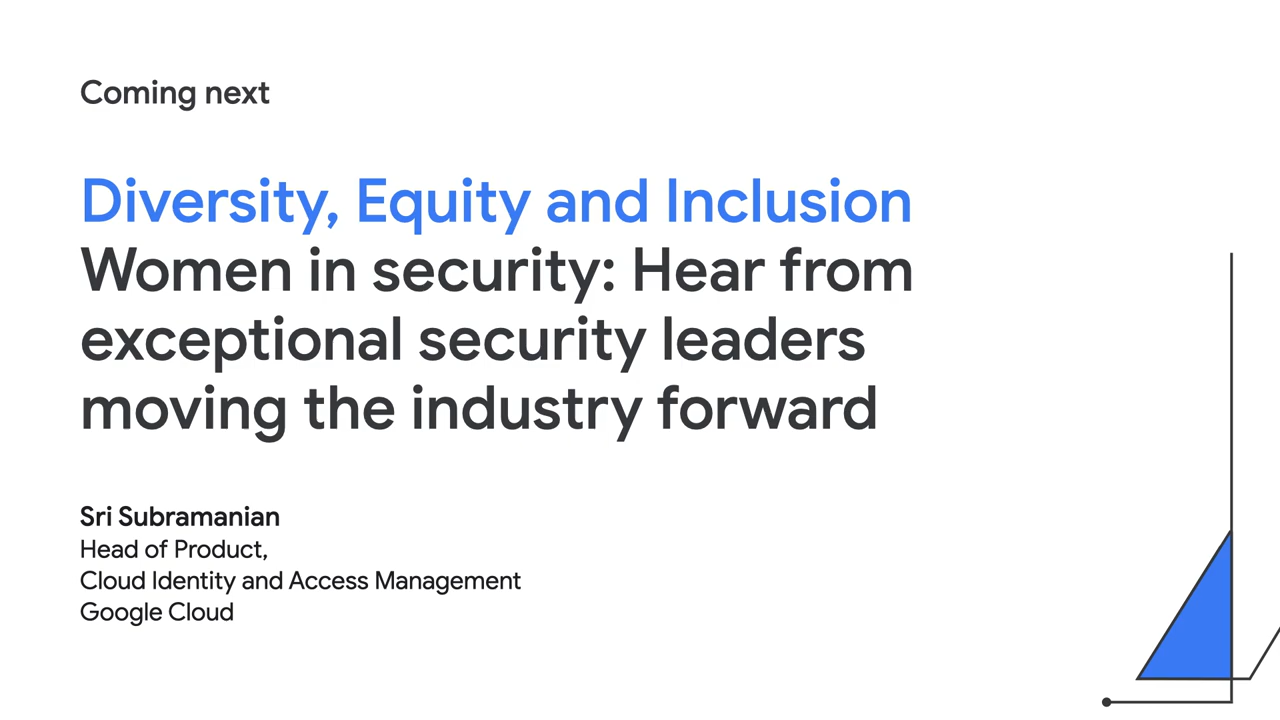 Coming next
Diversity, Equity and Inclusion
Women in security: Hear from
exceptional security leaders
moving the industry forward
Sri Subramanian
Head of Product,
Cloud Identity and Access Management
Google Cloud